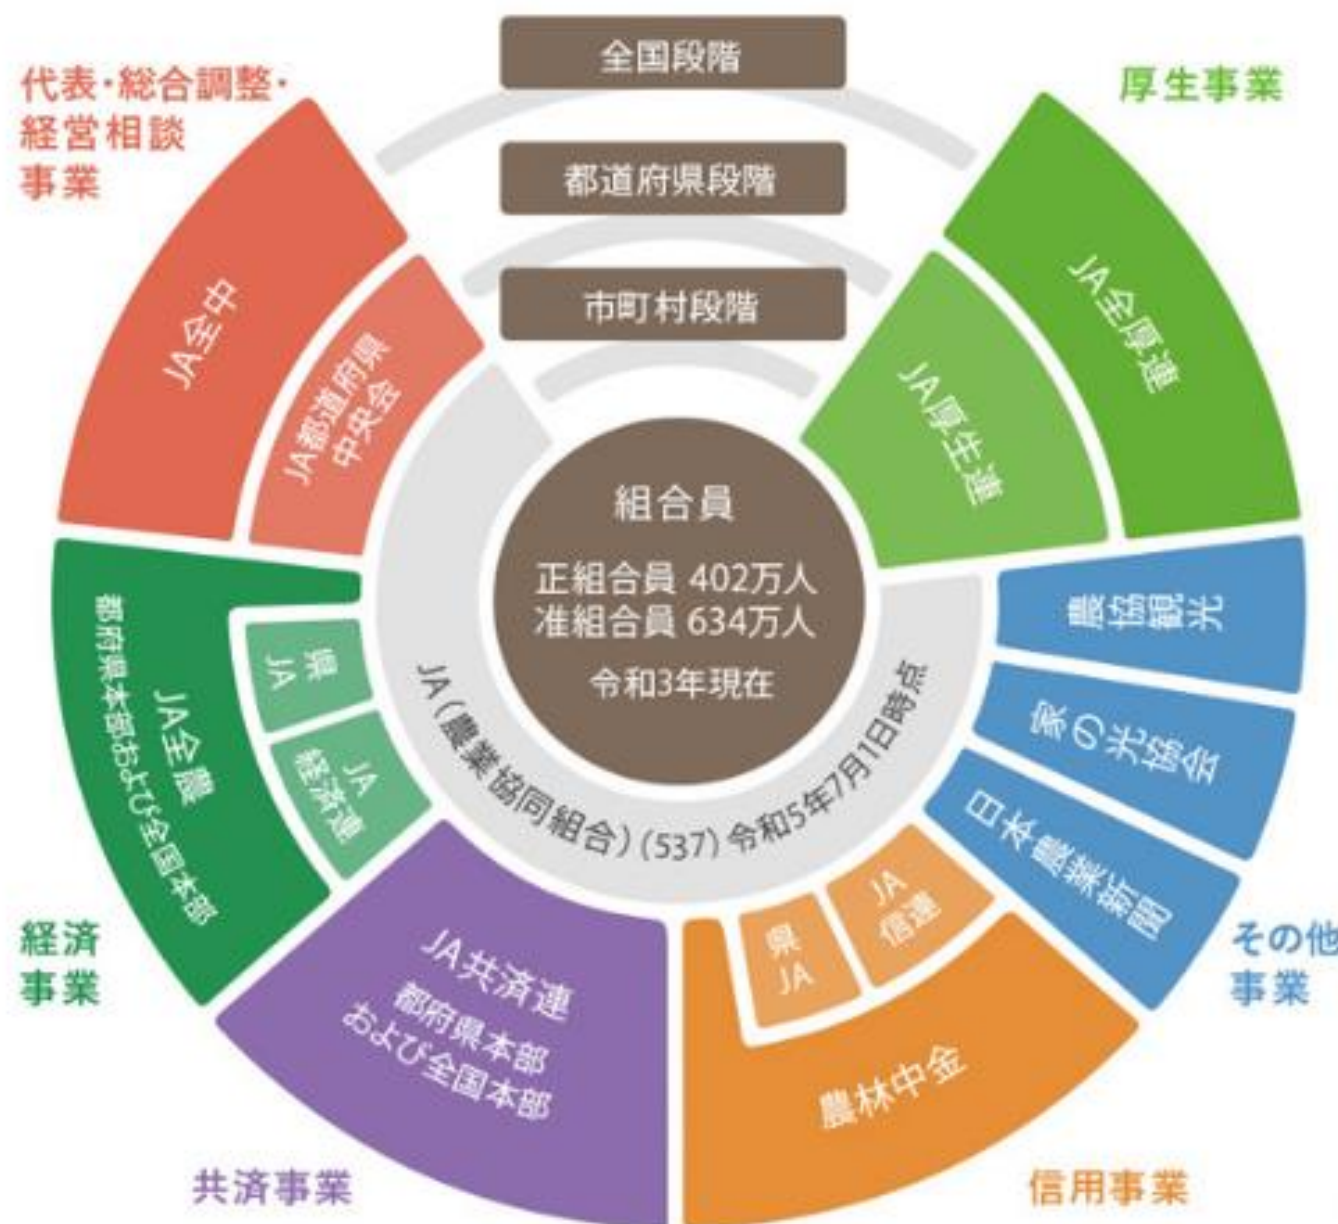 全国段階
都道府県段階
市町村段階
代表・総合調整・
経営相談
事業
JA全中
JA都道府県
中央会
厚生事業
JA全厚連
JA厚生連
組合員
正組合員 402万人
准組合員 634万人
令和3年現在
JA（農業協同組合）（537）令和5年7月1日時点
農協観光
家の光協会
日本農業新聞
その他
事業
県
JA
JA
経済連
JA全農
都府県本部および全国本部
経済
事業
JA共済連
都府県本部
および全国本部
共済事業
県
JA
JA
信連
農林中金
信用事業